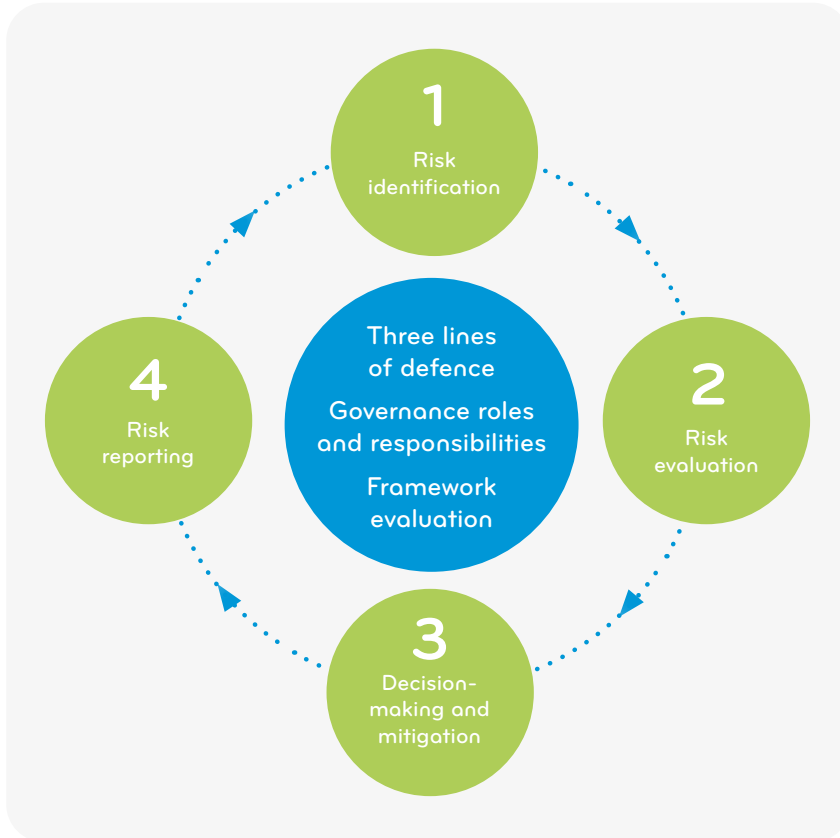 1
Risk
identification
2
Risk
evaluation
3
Decision-
making and
mitigation
4
Risk
reporting
Three lines
of defence
Governance roles
and responsibilities
Framework
evaluation